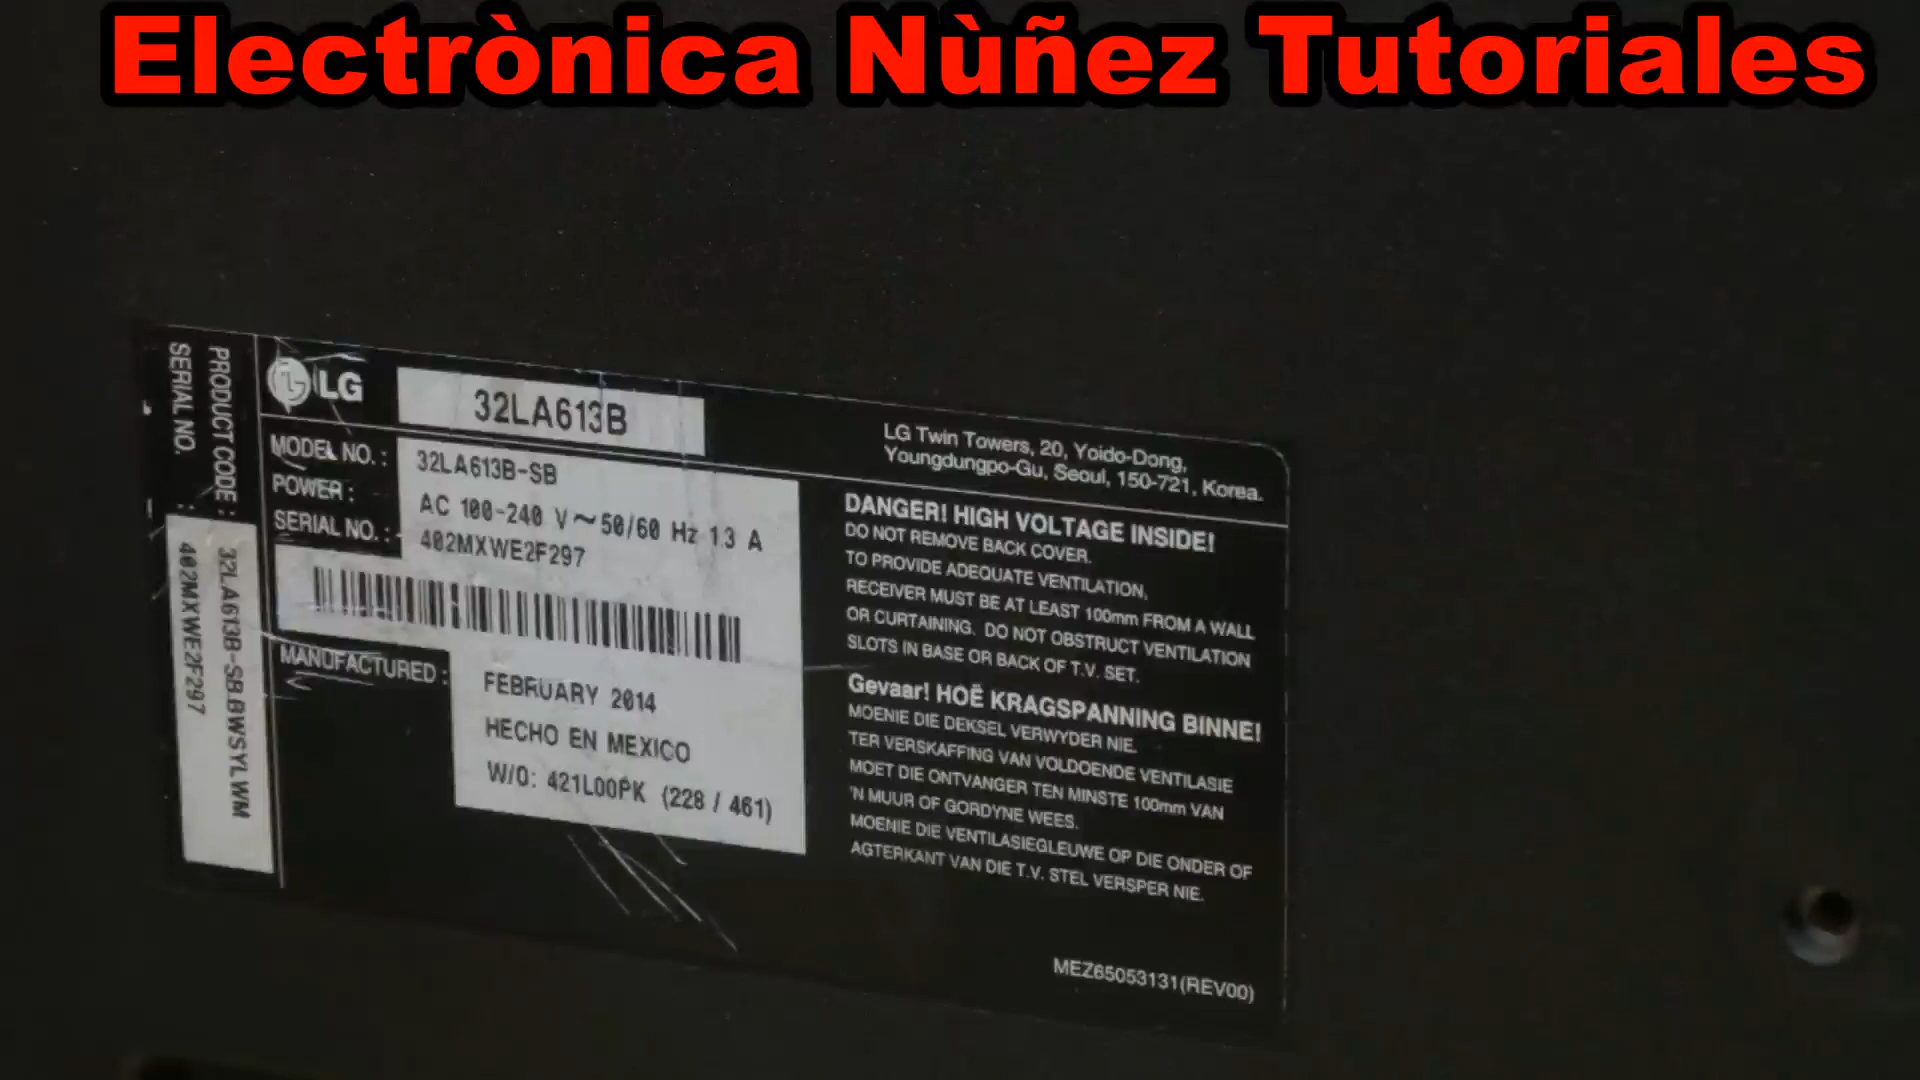 Electrònica Nùñez Tutoriales
PRODUCT CODE : 32LA613B-SB.BWSYLWM
SERIAL NO. : 402MXWE2F297
LG
32LA613B
MODEL NO. : 32LA613B-SB
POWER : AC 100-240 V~50/60 Hz 1.3 A
SERIAL NO. : 402MXWE2F297
MANUFACTURED : FEBRUARY 2014
HECHO EN MEXICO
W/O: 421L00PK (228 / 461)
LG Twin Towers, 20, Yoido-Dong,
Youngdungpo-Gu, Seoul, 150-721, Korea.
DANGER! HIGH VOLTAGE INSIDE!
DO NOT REMOVE BACK COVER.
TO PROVIDE ADEQUATE VENTILATION,
RECEIVER MUST BE AT LEAST 100mm FROM A WALL
OR CURTAINING. DO NOT OBSTRUCT VENTILATION
SLOTS IN BASE OR BACK OF T.V. SET.
Gevaar! HOË KRAGSPANNING BINNE!
MOENIE DIE DEKSEL VERWYDER NIE.
TER VERSKAFFING VAN VOLDOENDE VENTILASIE
MOET DIE ONTVANGER TEN MINSTE 100mm VAN
'N MUUR OF GORDYNE WEES.
MOENIE DIE VENTILASIEGLEUWE OP DIE ONDER OF
AGTERKANT VAN DIE T.V. STEL VERSPER NIE.
MEZ65053131(REV00)